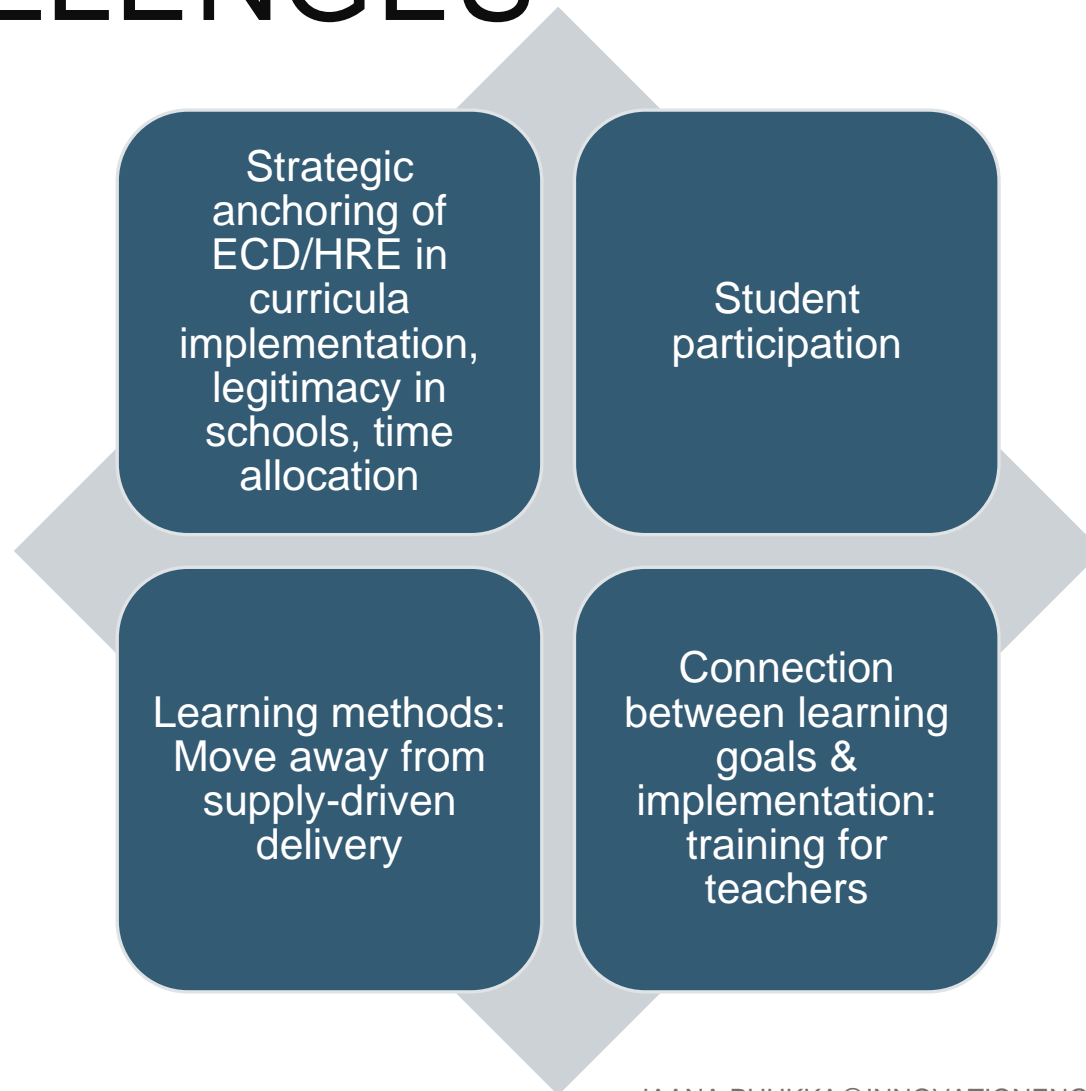 LLENGES
Strategic
anchoring of
ECD/HRE in
curricula
implementation,
legitimacy in
schools, time
allocation
Student
participation
Learning methods:
Move away from
supply-driven
delivery
Connection
between learning
goals &
implementation:
training for
teachers